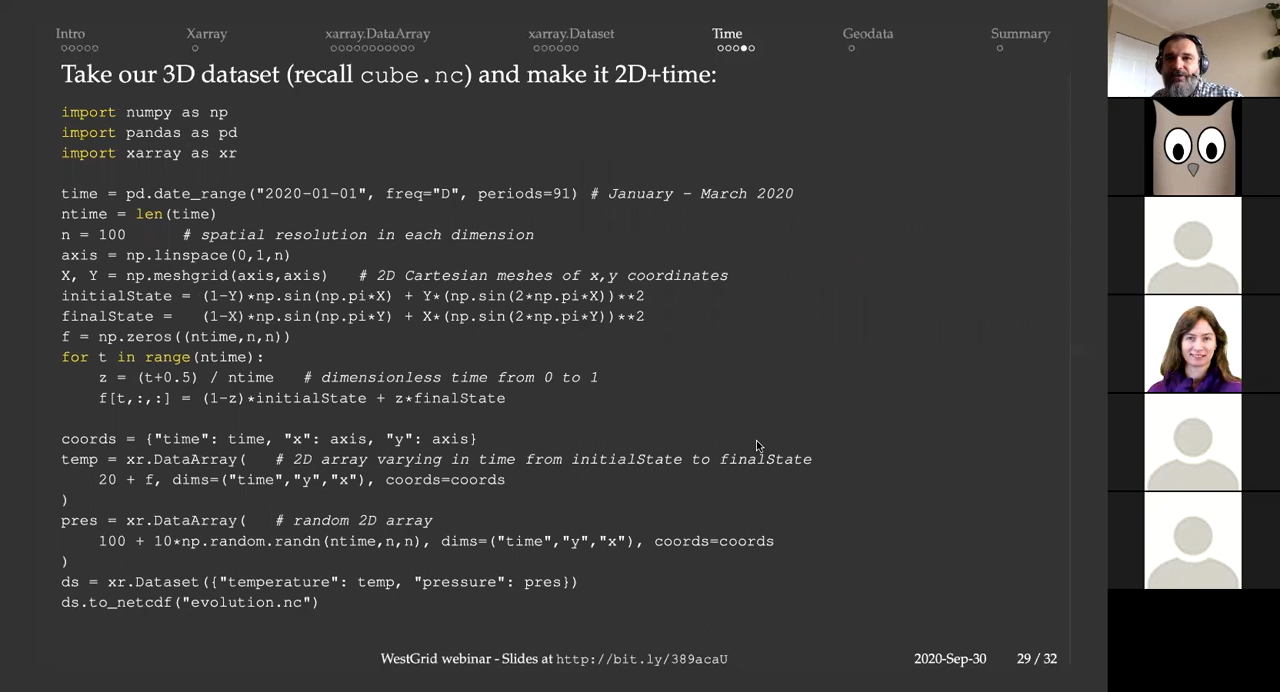 Intro Xarray xarray.DataArray xarray.Dataset Time Geodata Summary
Take our 3D dataset (recall cube.nc) and make it 2D+time:
import numpy as np
import pandas as pd
import xarray as xr
time = pd.date_range("2020-01-01", freq="D", periods=91) # January - March 2020
ntime = len(time)
n = 100 # spatial resolution in each dimension
axis = np.linspace(0,1,n)
X, Y = np.meshgrid(axis,axis) # 2D Cartesian meshes of x,y coordinates
initialState = (1-Y)*np.sin(np.pi*X) + Y*(np.sin(2*np.pi*X))**2
finalState = (1-X)*np.sin(np.pi*Y) + X*(np.sin(2*np.pi*Y))**2
f = np.zeros((ntime,n,n))
for t in range(ntime):
    z = (t+0.5) / ntime # dimensionless time from 0 to 1
    f[t,:,:] = (1-z)*initialState + z*finalState
coords = {"time": time, "x": axis, "y": axis}
temp = xr.DataArray( # 2D array varying in time from initialState to finalState
    20 + f, dims=("time","y","x"), coords=coords
)
pres = xr.DataArray( # random 2D array
    100 + 10*np.random.randn(ntime,n,n), dims=("time","y","x"), coords=coords
)
ds = xr.Dataset({"temperature": temp, "pressure": pres})
ds.to_netcdf("evolution.nc")
WestGrid webinar - Slides at http://bit.ly/389acaU 2020-Sep-30 29 / 32